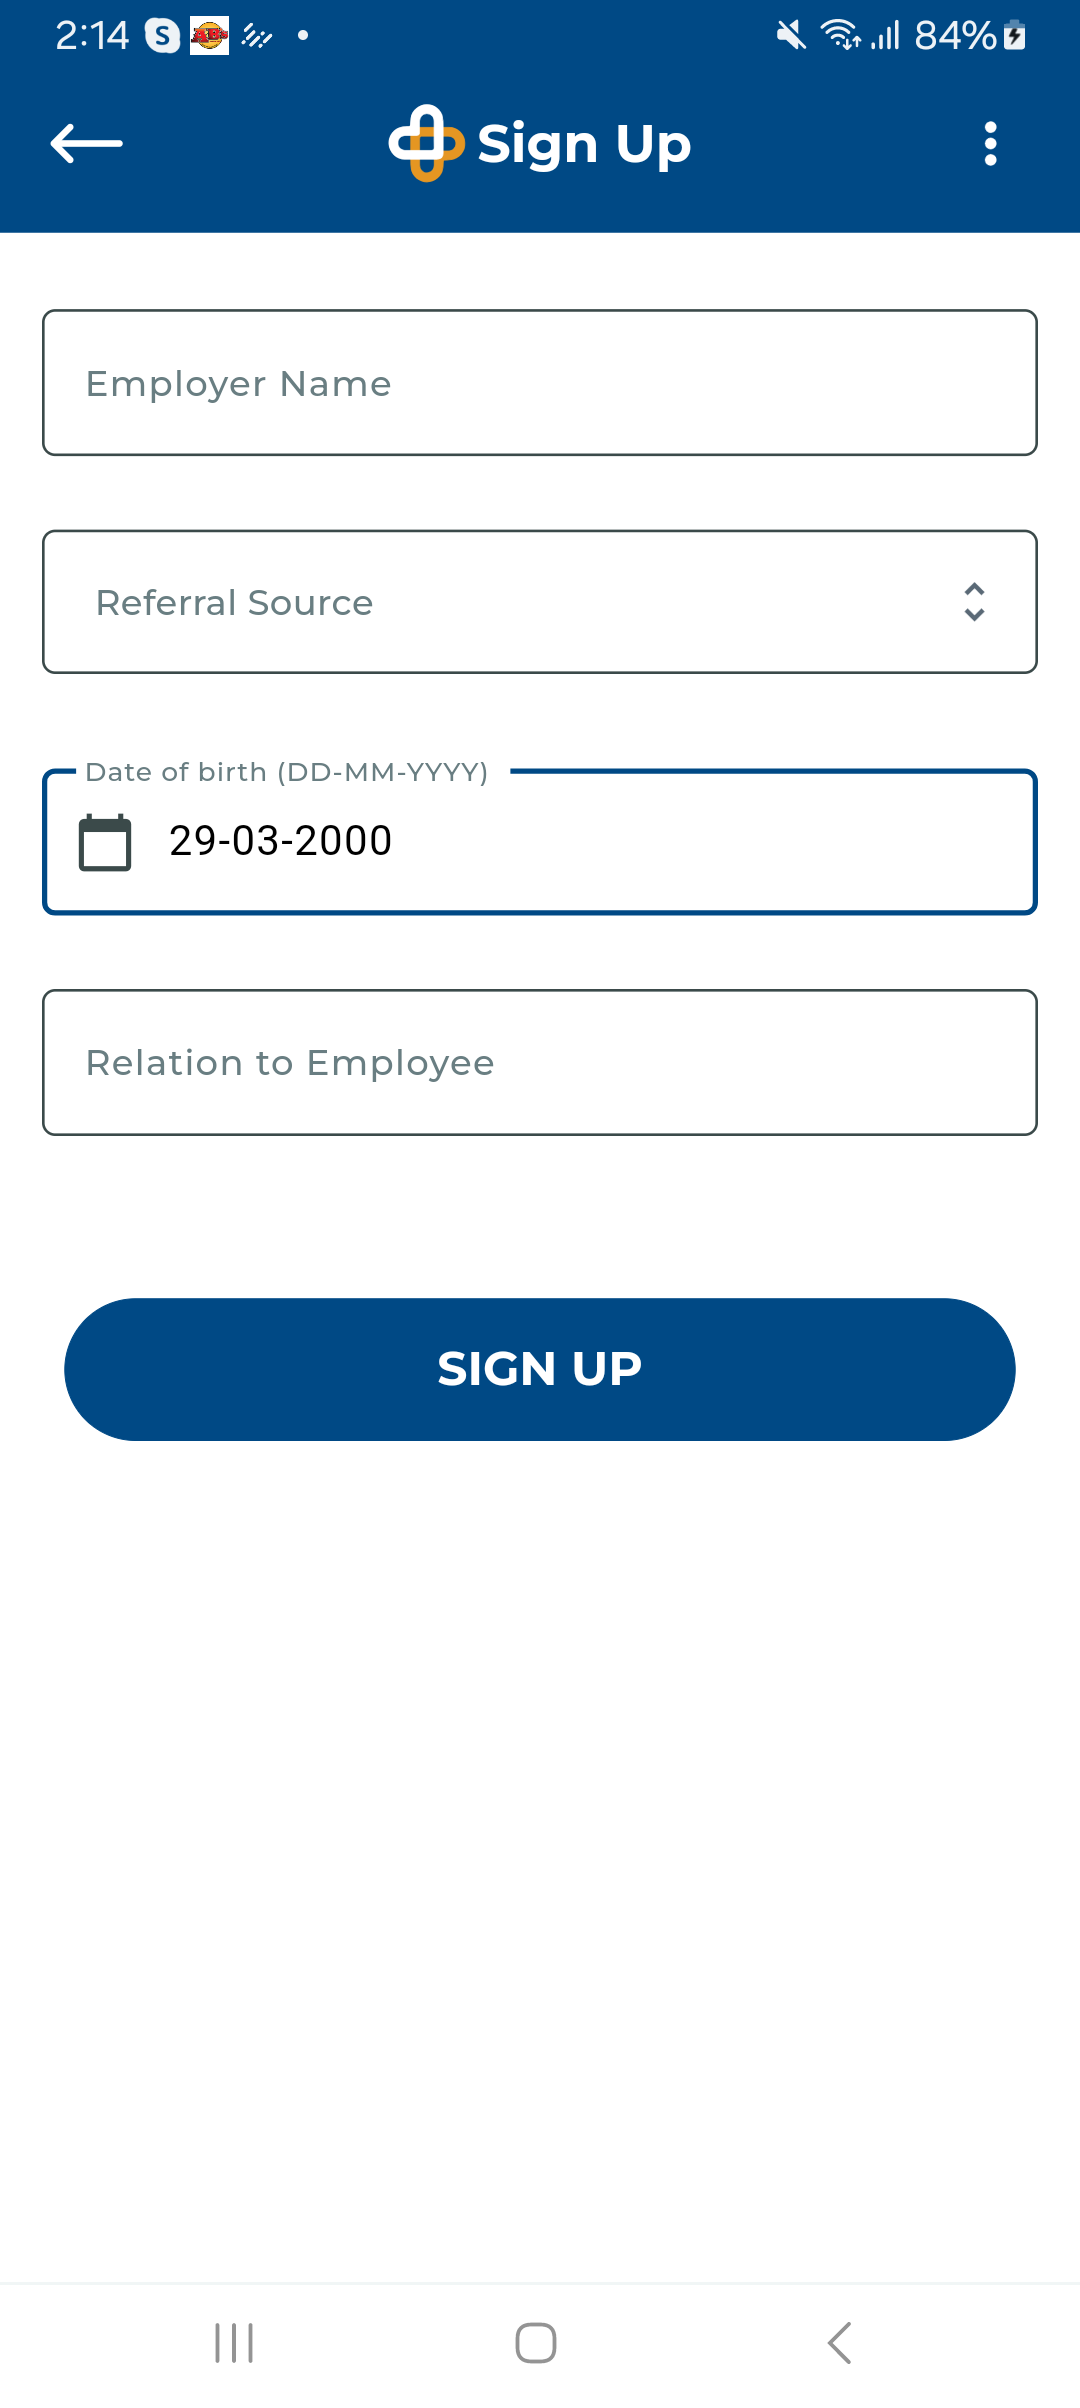 2:14 84%
Sign Up
Employer Name
Referral Source
Date of birth (DD-MM-YYYY)
29-03-2000
Relation to Employee
SIGN UP